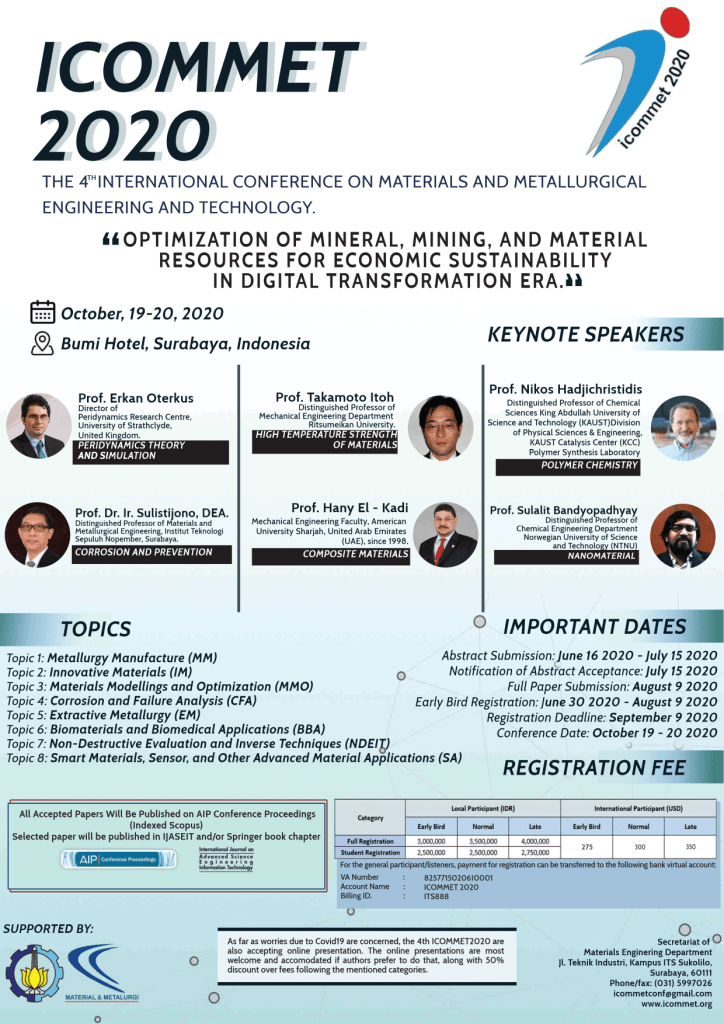 ICOMMET
2020
icommet 2020
THE 4TH INTERNATIONAL CONFERENCE ON MATERIALS AND METALLURGICAL
ENGINEERING AND TECHNOLOGY.
“OPTIMIZATION OF MINERAL, MINING, AND MATERIAL
RESOURCES FOR ECONOMIC SUSTAINABILITY
IN DIGITAL TRANSFORMATION ERA.”
October, 19-20, 2020
Bumi Hotel, Surabaya, Indonesia
KEYNOTE SPEAKERS
Prof. Erkan Oterkus
Director of
Peridynamics Research Centre,
University of Strathclyde,
United Kingdom.
PERIDYNAMICS THEORY
AND SIMULATION
Prof. Takamoto Itoh
Distinguished Professor of
Mechanical Engineering Department
Ritsumeikan University.
HIGH TEMPERATURE STRENGTH
OF MATERIALS
Prof. Nikos Hadjichristidis
Distinguished Professor of Chemical
Sciences King Abdullah University of
Science and Technology (KAUST)Division
of Physical Sciences & Engineering,
KAUST Catalysis Center (KCC)
Polymer Synthesis Laboratory
POLYMER CHEMISTRY
Prof. Dr. Ir. Sulistijono, DEA.
Distinguished Professor of Materials and
Metallurgical Engineering, Institut Teknologi
Sepuluh Nopember, Surabaya.
CORROSION AND PREVENTION
Prof. Hany El - Kadi
Mechanical Engineering Faculty, American
University Sharjah, United Arab Emirates
(UAE), since 1998.
COMPOSITE MATERIALS
Prof. Sulalit Bandyopadhyay
Distinguished Professor of
Chemical Engineering Department
Norwegian University of Science
and Technology (NTNU)
NANOMATERIAL
TOPICS
Topic 1: Metallurgy Manufacture (MM)
Topic 2: Innovative Materials (IM)
Topic 3: Materials Modellings and Optimization (MMO)
Topic 4: Corrosion and Failure Analysis (CFA)
Topic 5: Extractive Metallurgy (EM)
Topic 6: Biomaterials and Biomedical Applications (BBA)
Topic 7: Non-Destructive Evaluation and Inverse Techniques (NDEIT)
Topic 8: Smart Materials, Sensor, and Other Advanced Material Applications (SA)
IMPORTANT DATES
Abstract Submission: June 16 2020 - July 15 2020
Notification of Abstract Acceptance: July 15 2020
Full Paper Submission: August 9 2020
Early Bird Registration: June 30 2020 - August 9 2020
Registration Deadline: September 9 2020
Conference Date: October 19 - 20 2020
REGISTRATION FEE
All Accepted Papers Will Be Published on AIP Conference Proceedings
(Indexed Scopus)
Selected paper will be published in IJASEIT and/or Springer book chapter
AIP Conference Proceedings
International Journal on
Advanced Science
Engineering
Information Technology
Category Local Participant (IDR) International Participant (USD)
Early Bird Normal Late Early Bird Normal Late
Full Registration 3,000,000 3,500,000 4,000,000 275 300 350
Student Registration 2,500,000 2,500,000 2,750,000
For the general participant/listeners, payment for registration can be transferred to the following bank virtual account:
VA Number : 8257715020610001
Account Name : ICOMMET 2020
Billing ID. : ITS888
SUPPORTED BY:
MATERIAL & METALURGI
As far as worries due to Covid19 are concerned, the 4th ICOMMET2020 are
also accepting online presentation. The online presentations are most
welcome and accomodated if authors prefer to do that, along with 50%
discount over fees following the mentioned categories.
Secretariat of
Materials Enginering Department
Jl. Teknik Industri, Kampus ITS Sukolilo,
Surabaya, 60111
Phone/fax: (031) 5997026
icommetconf@gmail.com
www.icommet.org